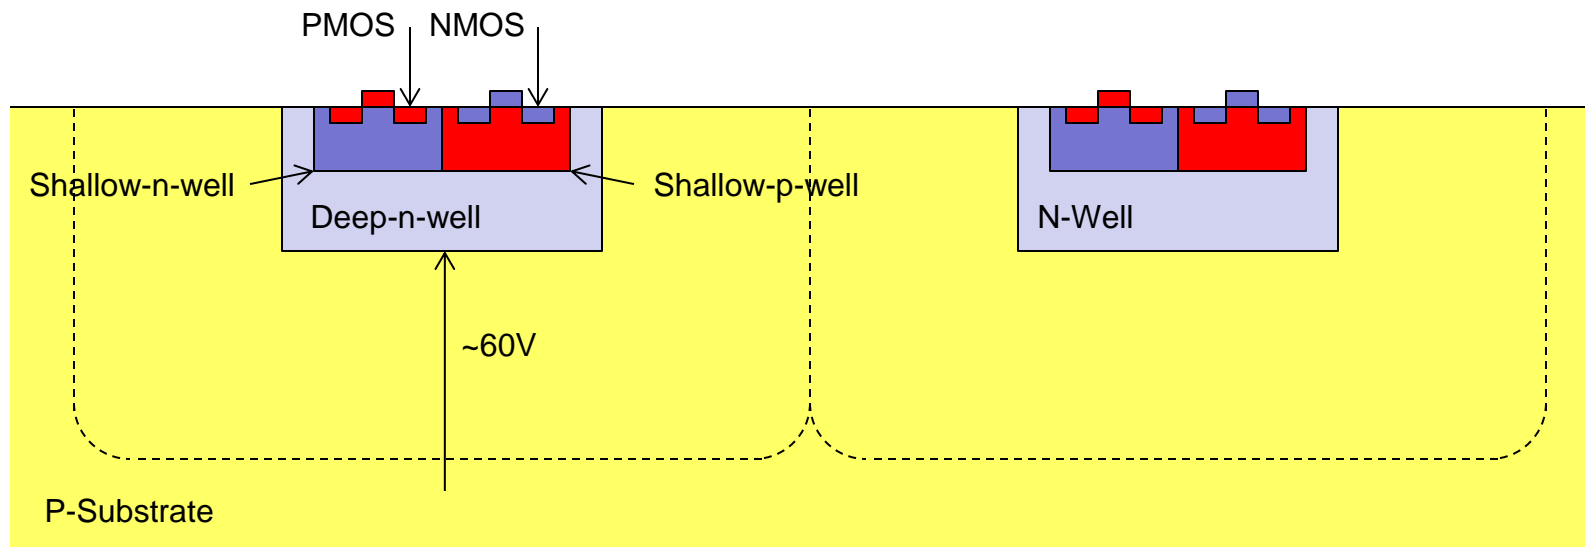 PMOS NMOS
Shallow-n-well
Shallow-p-well
Deep-n-well
N-Well
~60V
P-Substrate